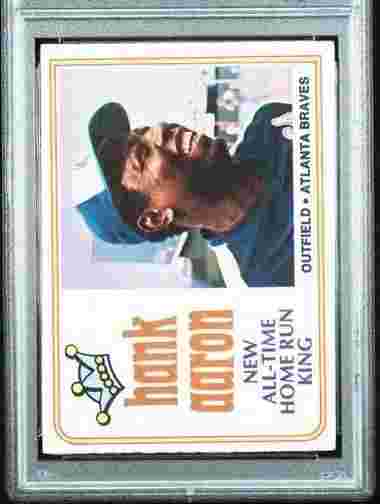 hank
aaron
NEW
ALL-TIME
HOME RUN
KING
OUTFIELD • ATLANTA BRAVES